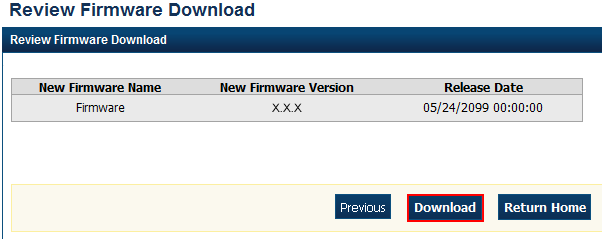 Review Firmware Download
Review Firmware Download
New Firmware Name New Firmware Version Release Date
Firmware X.X.X 05/24/2099 00:00:00
Previous Download Return Home